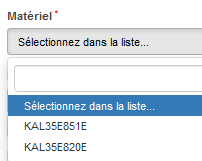 Matériel *
Sélectionnez dans la liste...
Sélectionnez dans la liste...
KAL35E851E
KAL35E820E